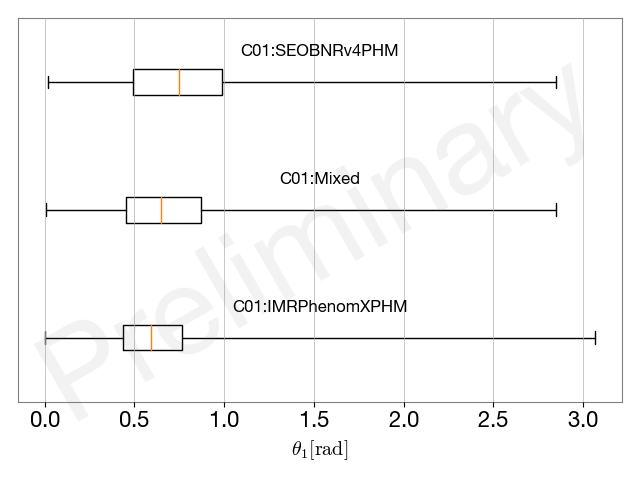 C01:SEOBNRv4PHM
C01:Mixed
C01:IMRPhenomXPHM
Preliminary
0.0 0.5 1.0 1.5 2.0 2.5 3.0
θ₁[rad]